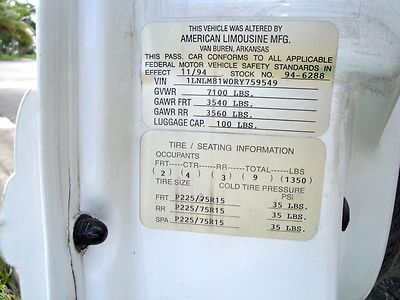 THIS VEHICLE WAS ALTERED BY
AMERICAN LIMOUSINE MFG.
VAN BUREN, ARKANSAS
THIS PASS. CAR CONFORMS TO ALL APPLICABLE
FEDERAL MOTOR VEHICLE SAFETY STANDARDS IN
EFFECT 11/94 STOCK NO. 94-6288
VIN 1LNLM81W0RY759549
GVWR 7100 LBS.
GAWR FRT 3540 LBS.
GAWR RR 3560 LBS.
LUGGAGE CAP. 100 LBS.
TIRE / SEATING INFORMATION
OCCUPANTS
FRT---CTR---RR---TOTAL---LBS
( 2 ) ( 4 ) ( 3 ) ( 9 ) (1350)
TIRE SIZE COLD TIRE PRESSURE
PSI
FRT P225/75R15 35 LBS.
RR P225/75R15 35 LBS.
SPA P225/75R15 35 LBS.